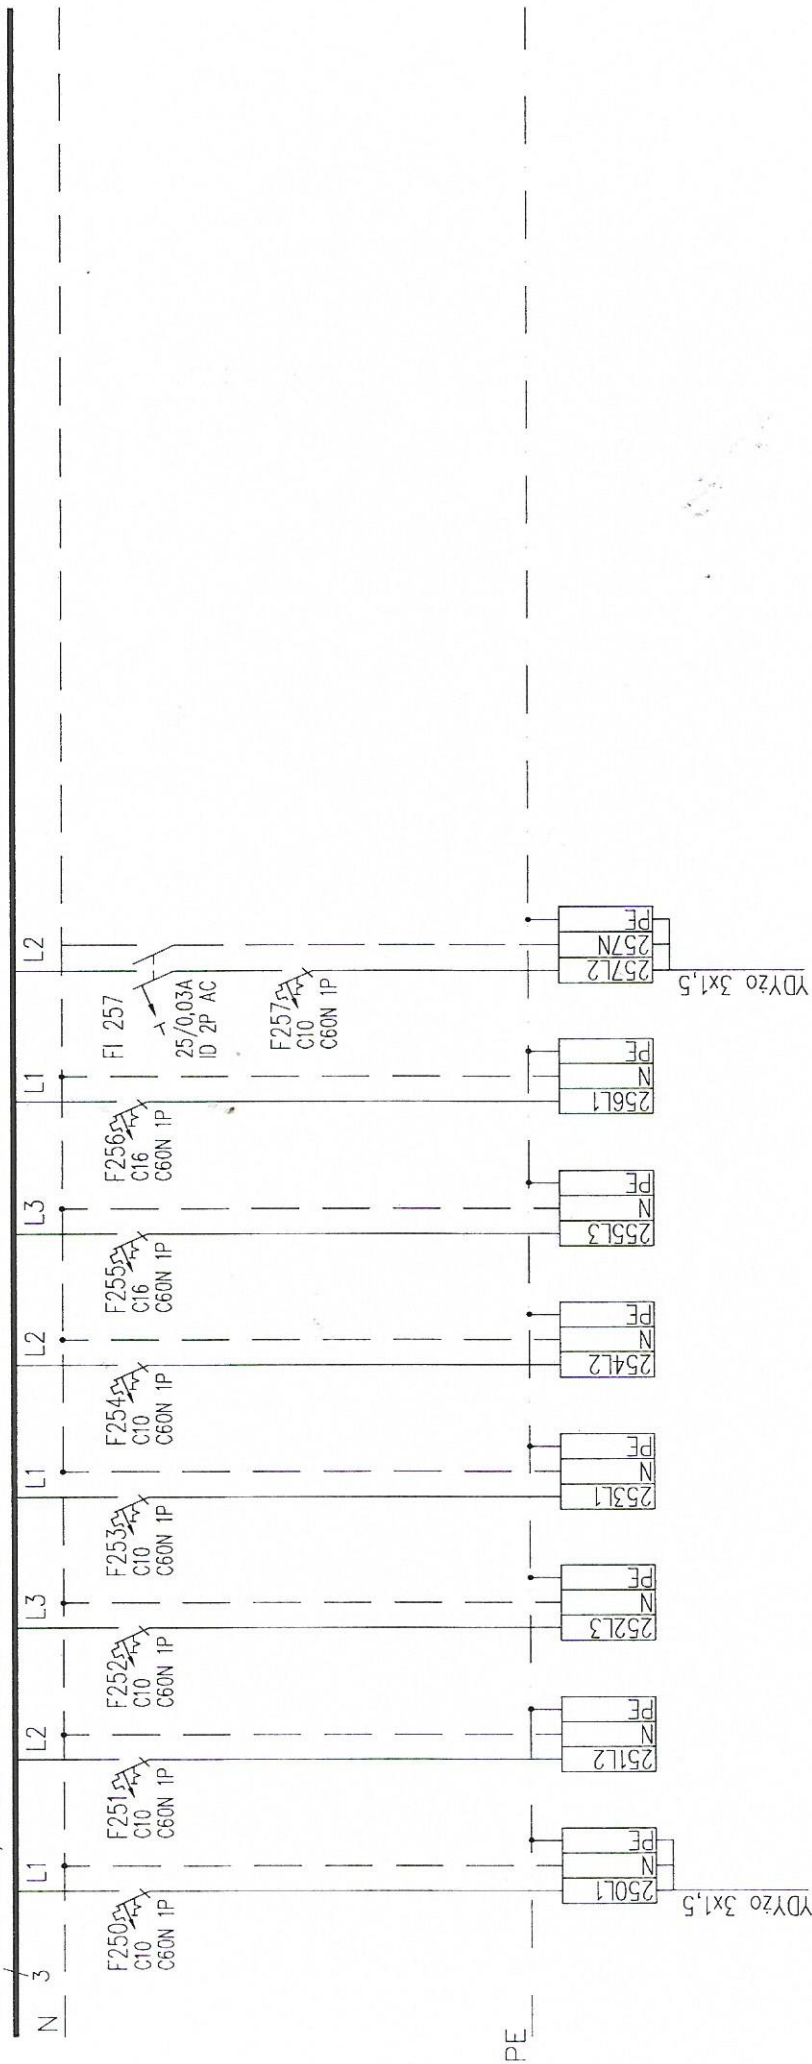 N
3
L1
L2
L3
L1
L2
L3
L1
L2
F250
C10
C60N 1P
F251
C10
C60N 1P
F252
C10
C60N 1P
F253
C10
C60N 1P
F254
C10
C60N 1P
F255
C16
C60N 1P
F256
C16
C60N 1P
FI 257
25/0,03A
ID 2P AC
F257
C10
C60N 1P
PE
250L1
N
PE
251L2
N
PE
252L3
N
PE
253L1
N
PE
254L2
N
PE
255L3
N
PE
256L1
N
PE
257L2
257N
PE
YDYżo 3x1,5
YDYżo 3x1,5